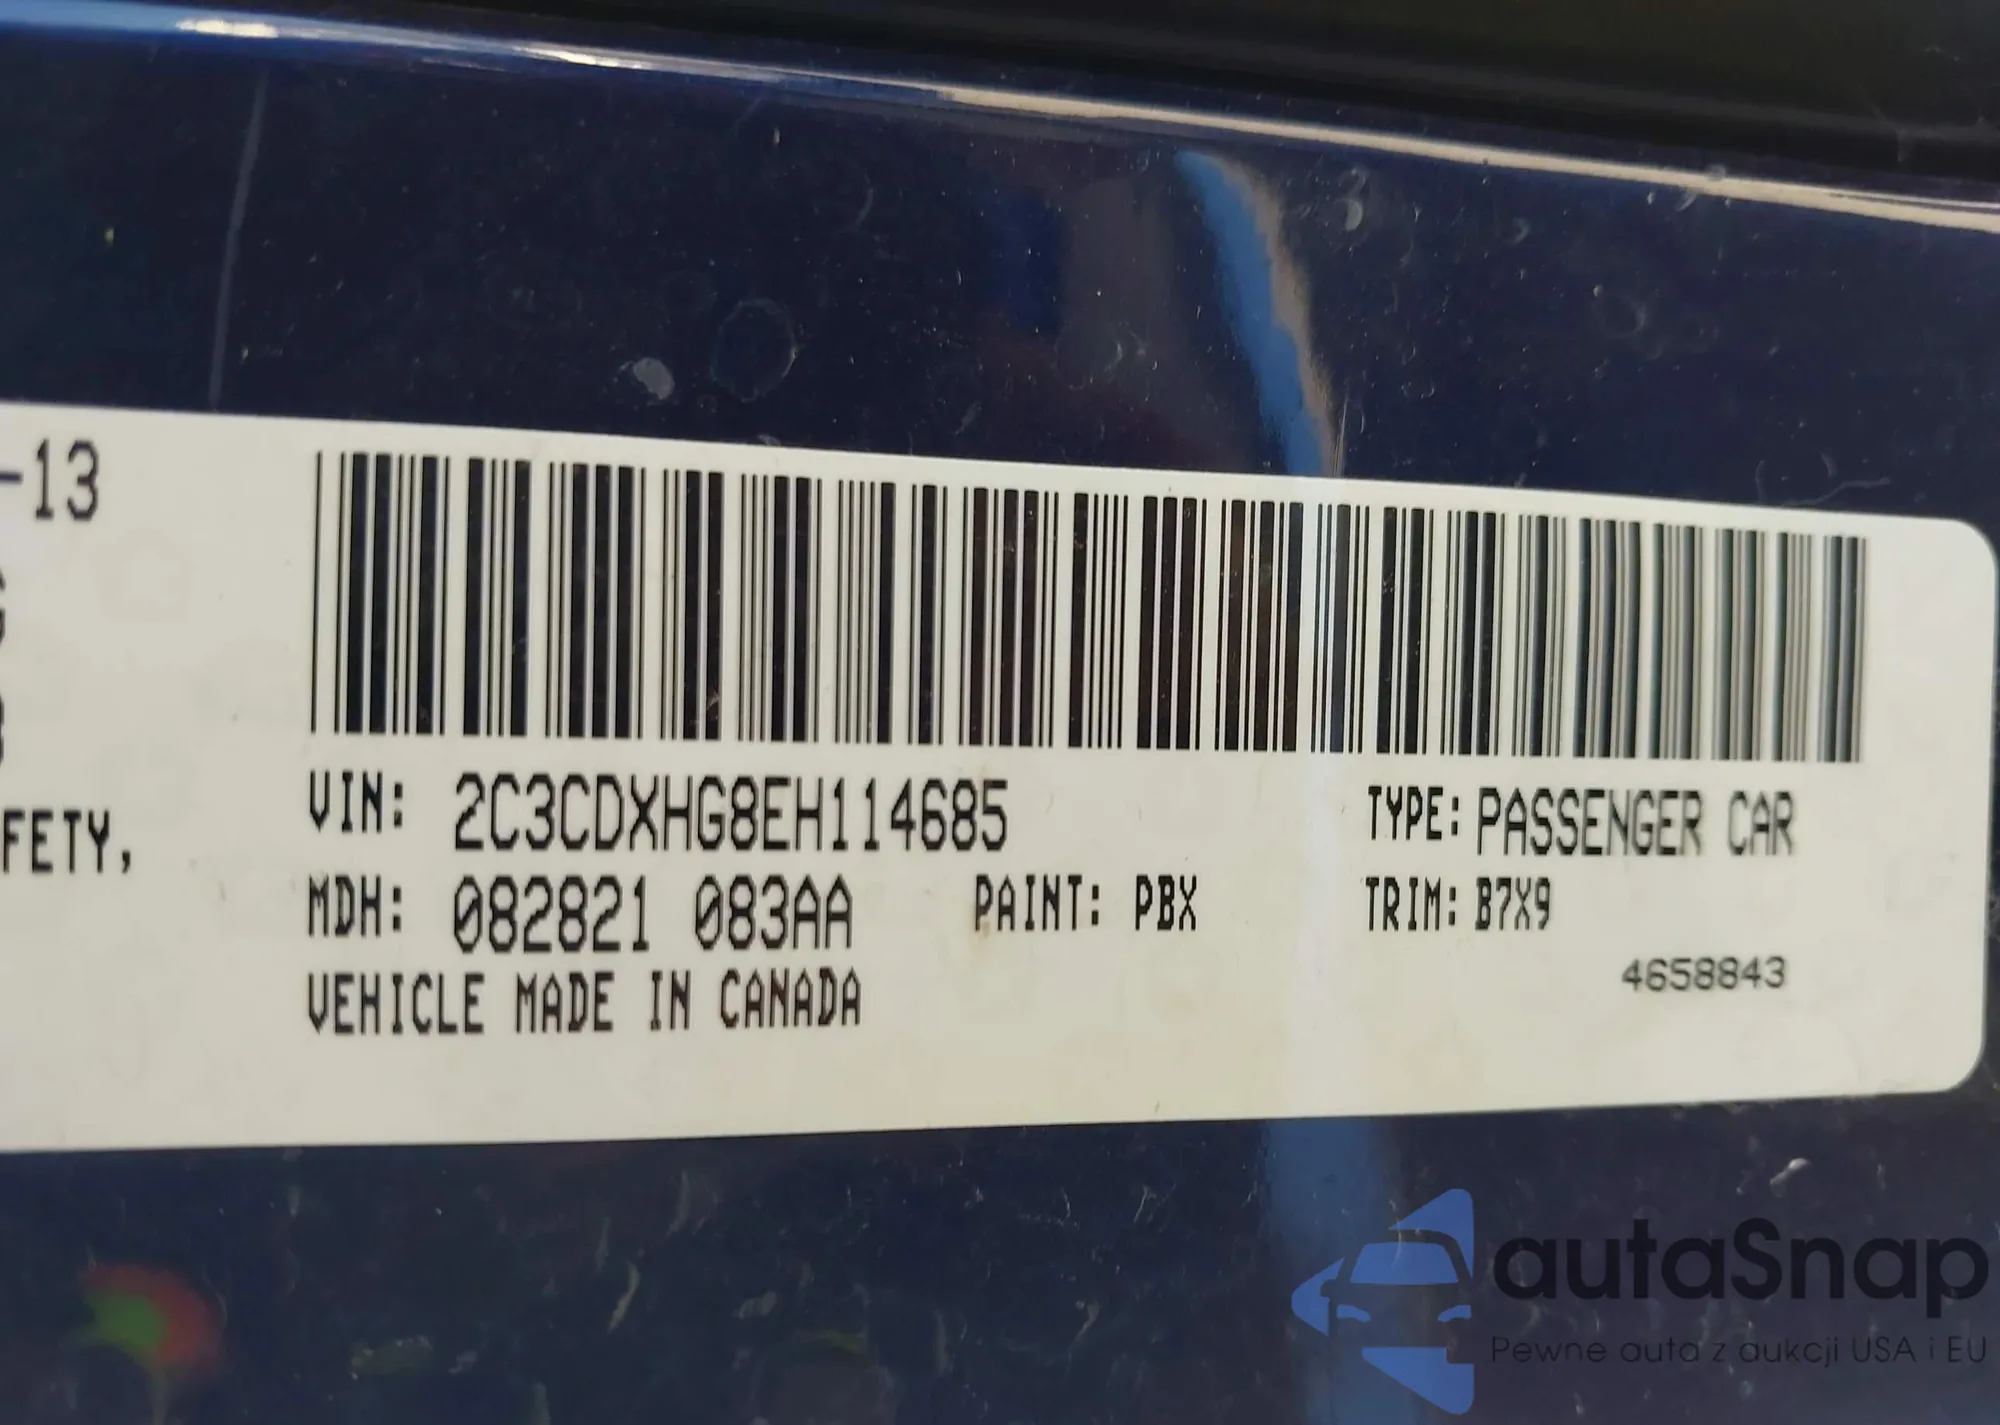 -13
FETY,
VIN: 2C3CDXHG8EH114685 TYPE: PASSENGER CAR
MDH: 082821 083AA PAINT: PBX TRIM: B7X9
VEHICLE MADE IN CANADA 4658843
autaSnap
Pewne auta z aukcji USA i EU